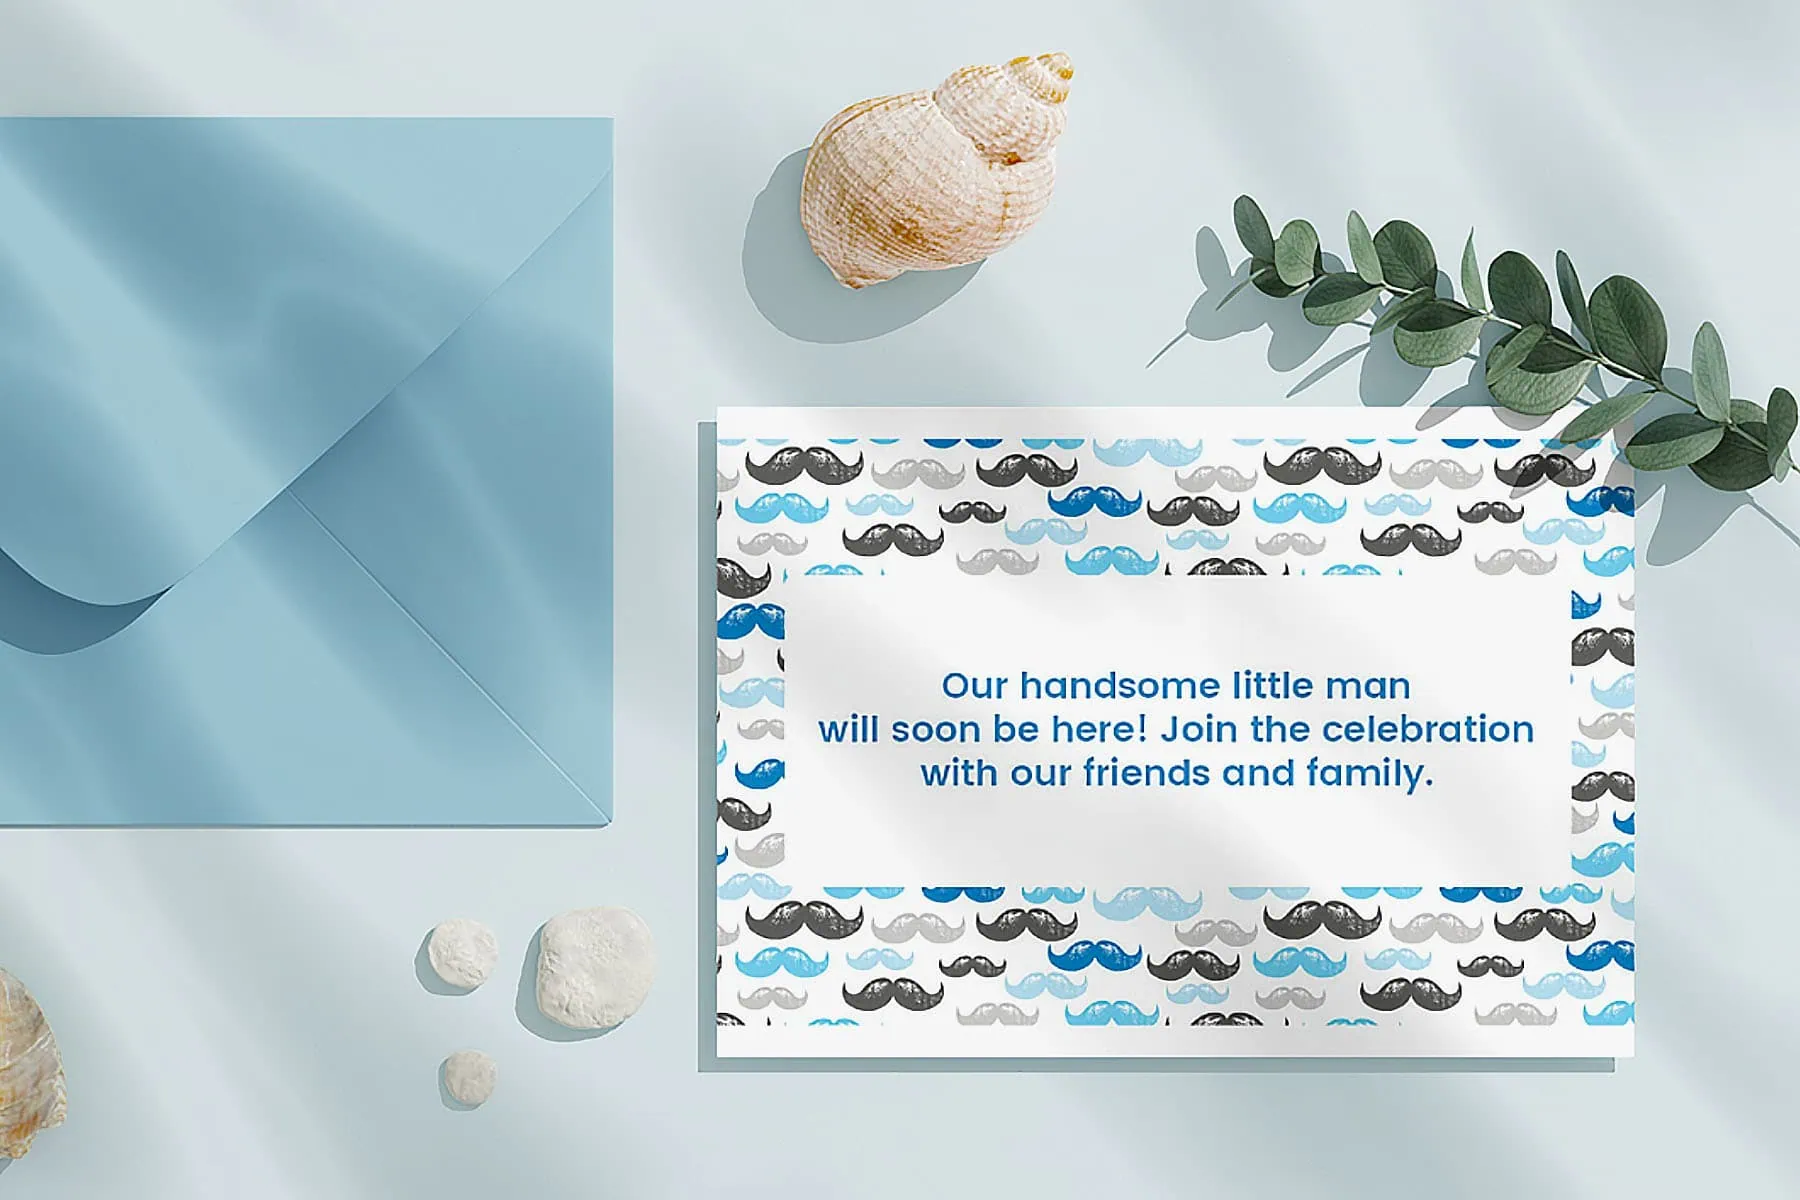 Our handsome little man
will soon be here! Join the celebration
with our friends and family.